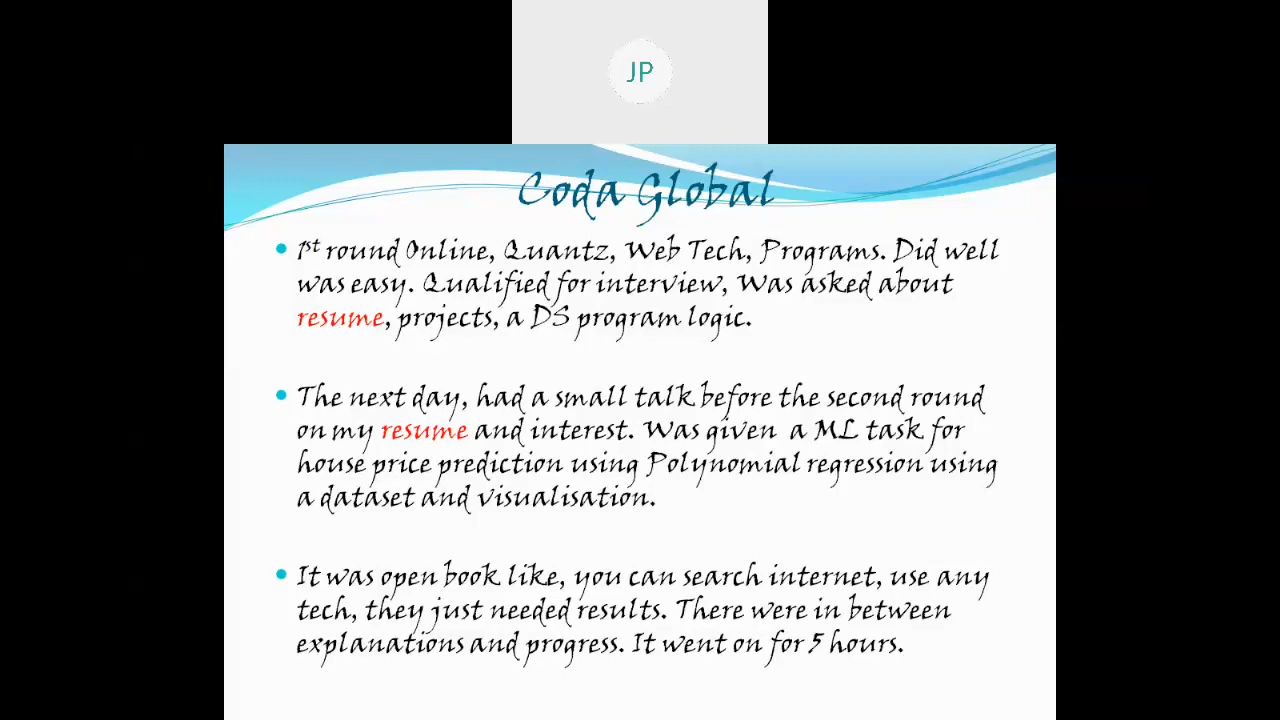 JP
Coda Global
1st round Online, Quantz, Web Tech, Programs. Did well
was easy. Qualified for interview, Was asked about
resume, projects, a DS program logic.
The next day, had a small talk before the second round
on my resume and interest. Was given a ML task for
house price prediction using Polynomial regression using
a dataset and visualisation.
It was open book like, you can search internet, use any
tech, they just needed results. There were in between
explanations and progress. It went on for 5 hours.